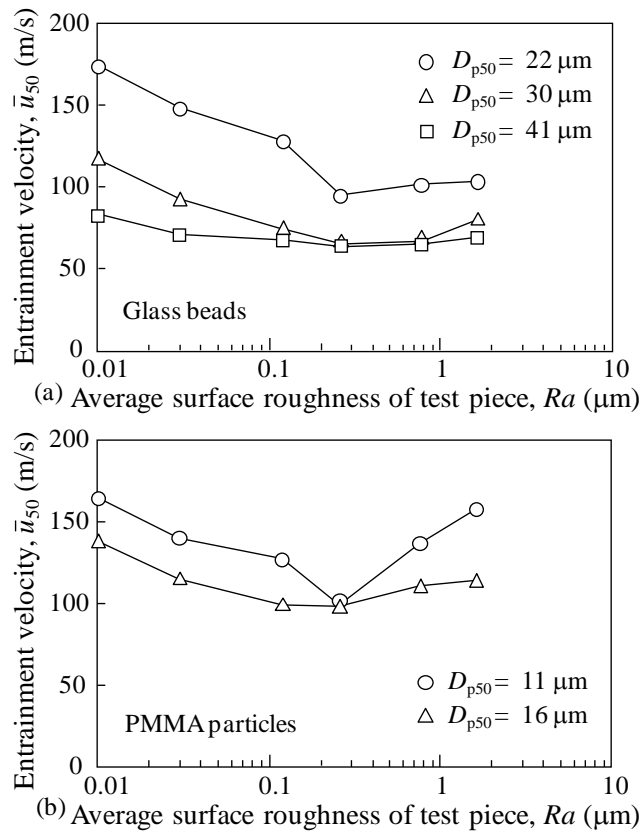 200
150
100
50
0
Entrainment velocity, ū₅₀ (m/s)
Dp50 = 22 μm
Dp50 = 30 μm
Dp50 = 41 μm
Glass beads
0.01 0.1 1 10
(a) Average surface roughness of test piece, Ra (μm)
200
150
100
50
0
Entrainment velocity, ū₅₀ (m/s)
Dp50 = 11 μm
Dp50 = 16 μm
PMMA particles
0.01 0.1 1 10
(b) Average surface roughness of test piece, Ra (μm)